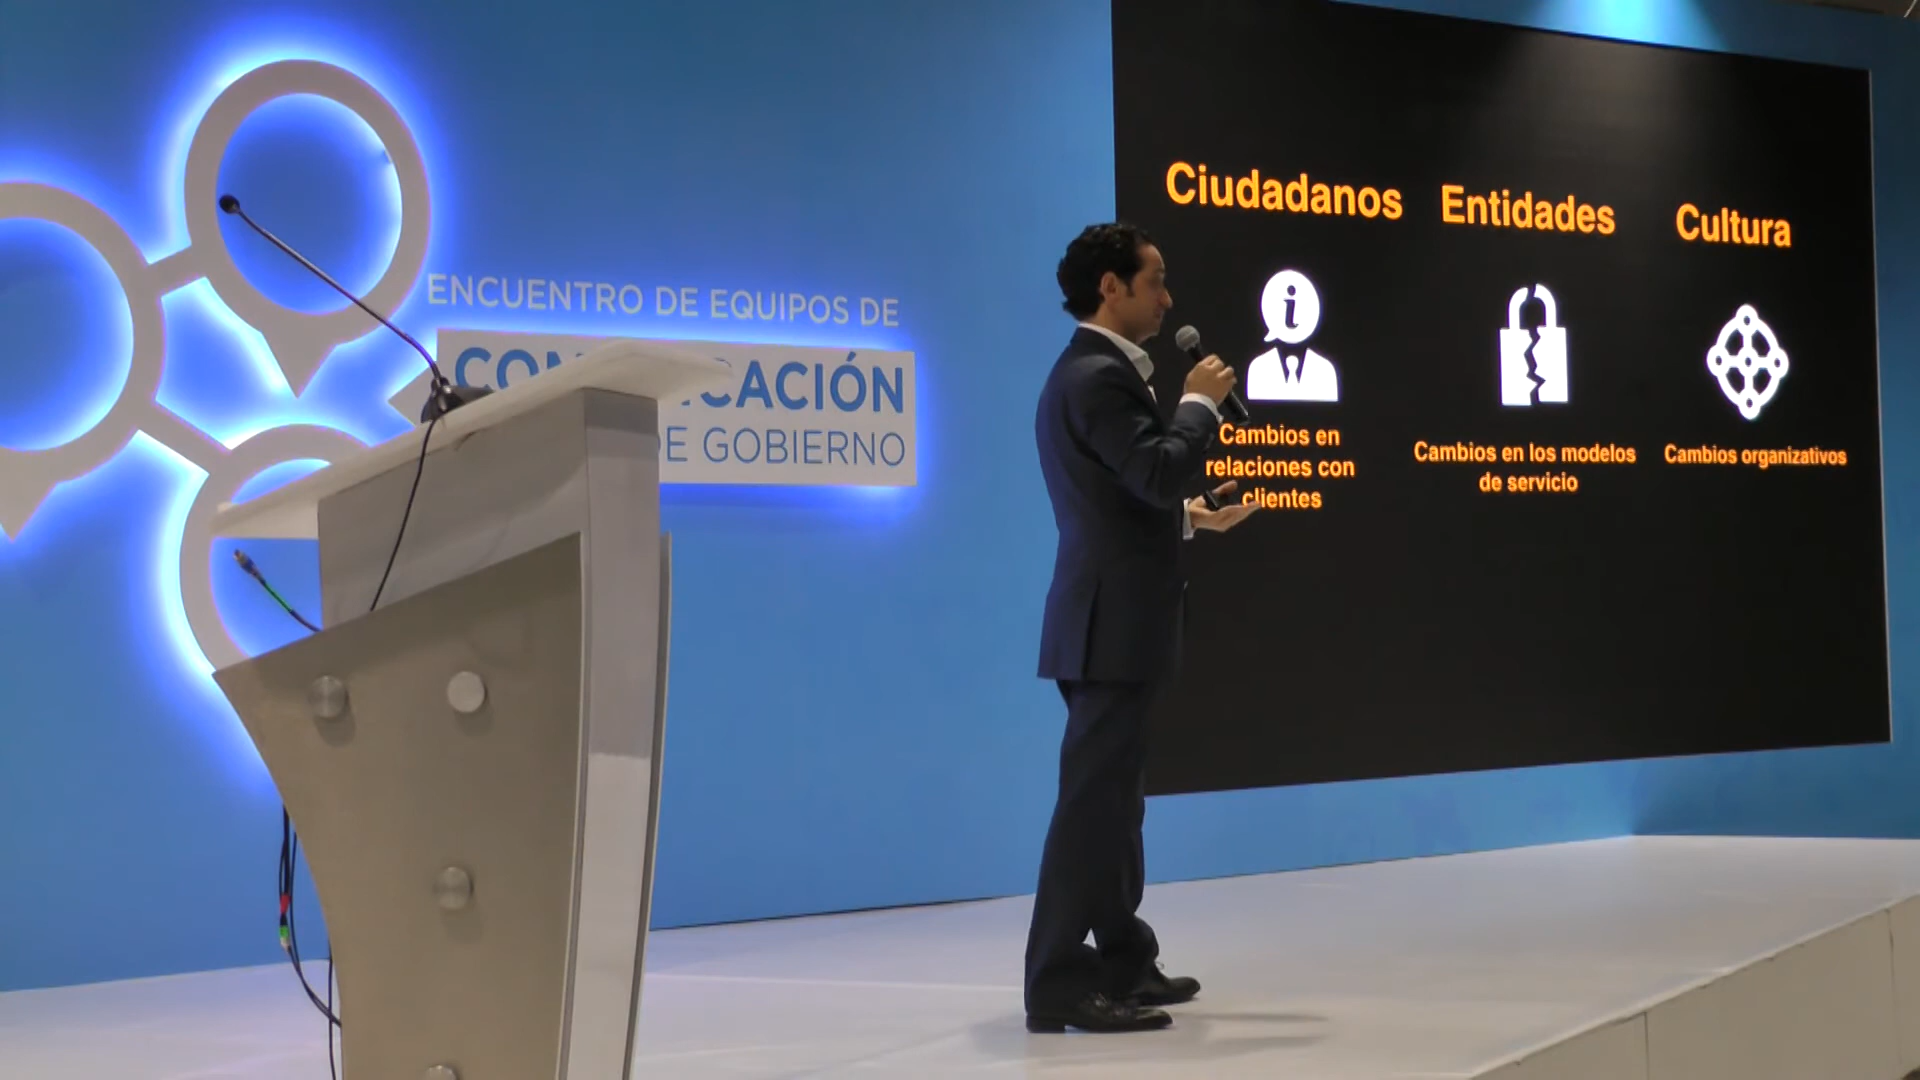 ENCUENTRO DE EQUIPOS DE
CACIÓN
DE GOBIERNO
Ciudadanos
Cambios en
relaciones con
clientes
Entidades
Cambios en los modelos
de servicio
Cultura
Cambios organizativos